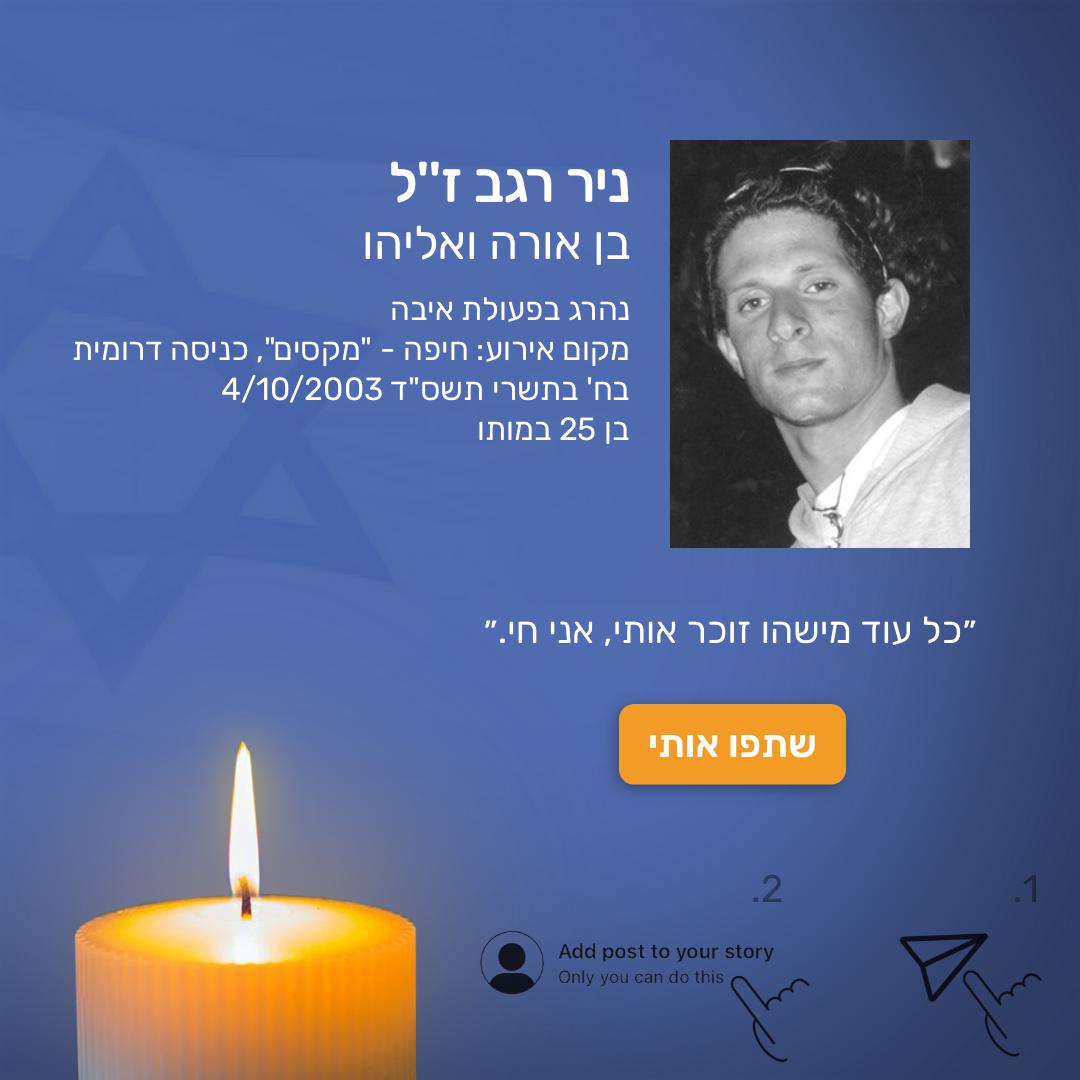 ניר רגב ז"ל
בן אורה ואליהו
נהרג בפעולת איבה
מקום אירוע: חיפה - "מקסים", כניסה דרומית
בח' בתשרי תשס"ד 4/10/2003
בן 25 במותו
״כל עוד מישהו זוכר אותי, אני חי.״
שתפו אותי
1.
2.
Add post to your story
Only you can do this